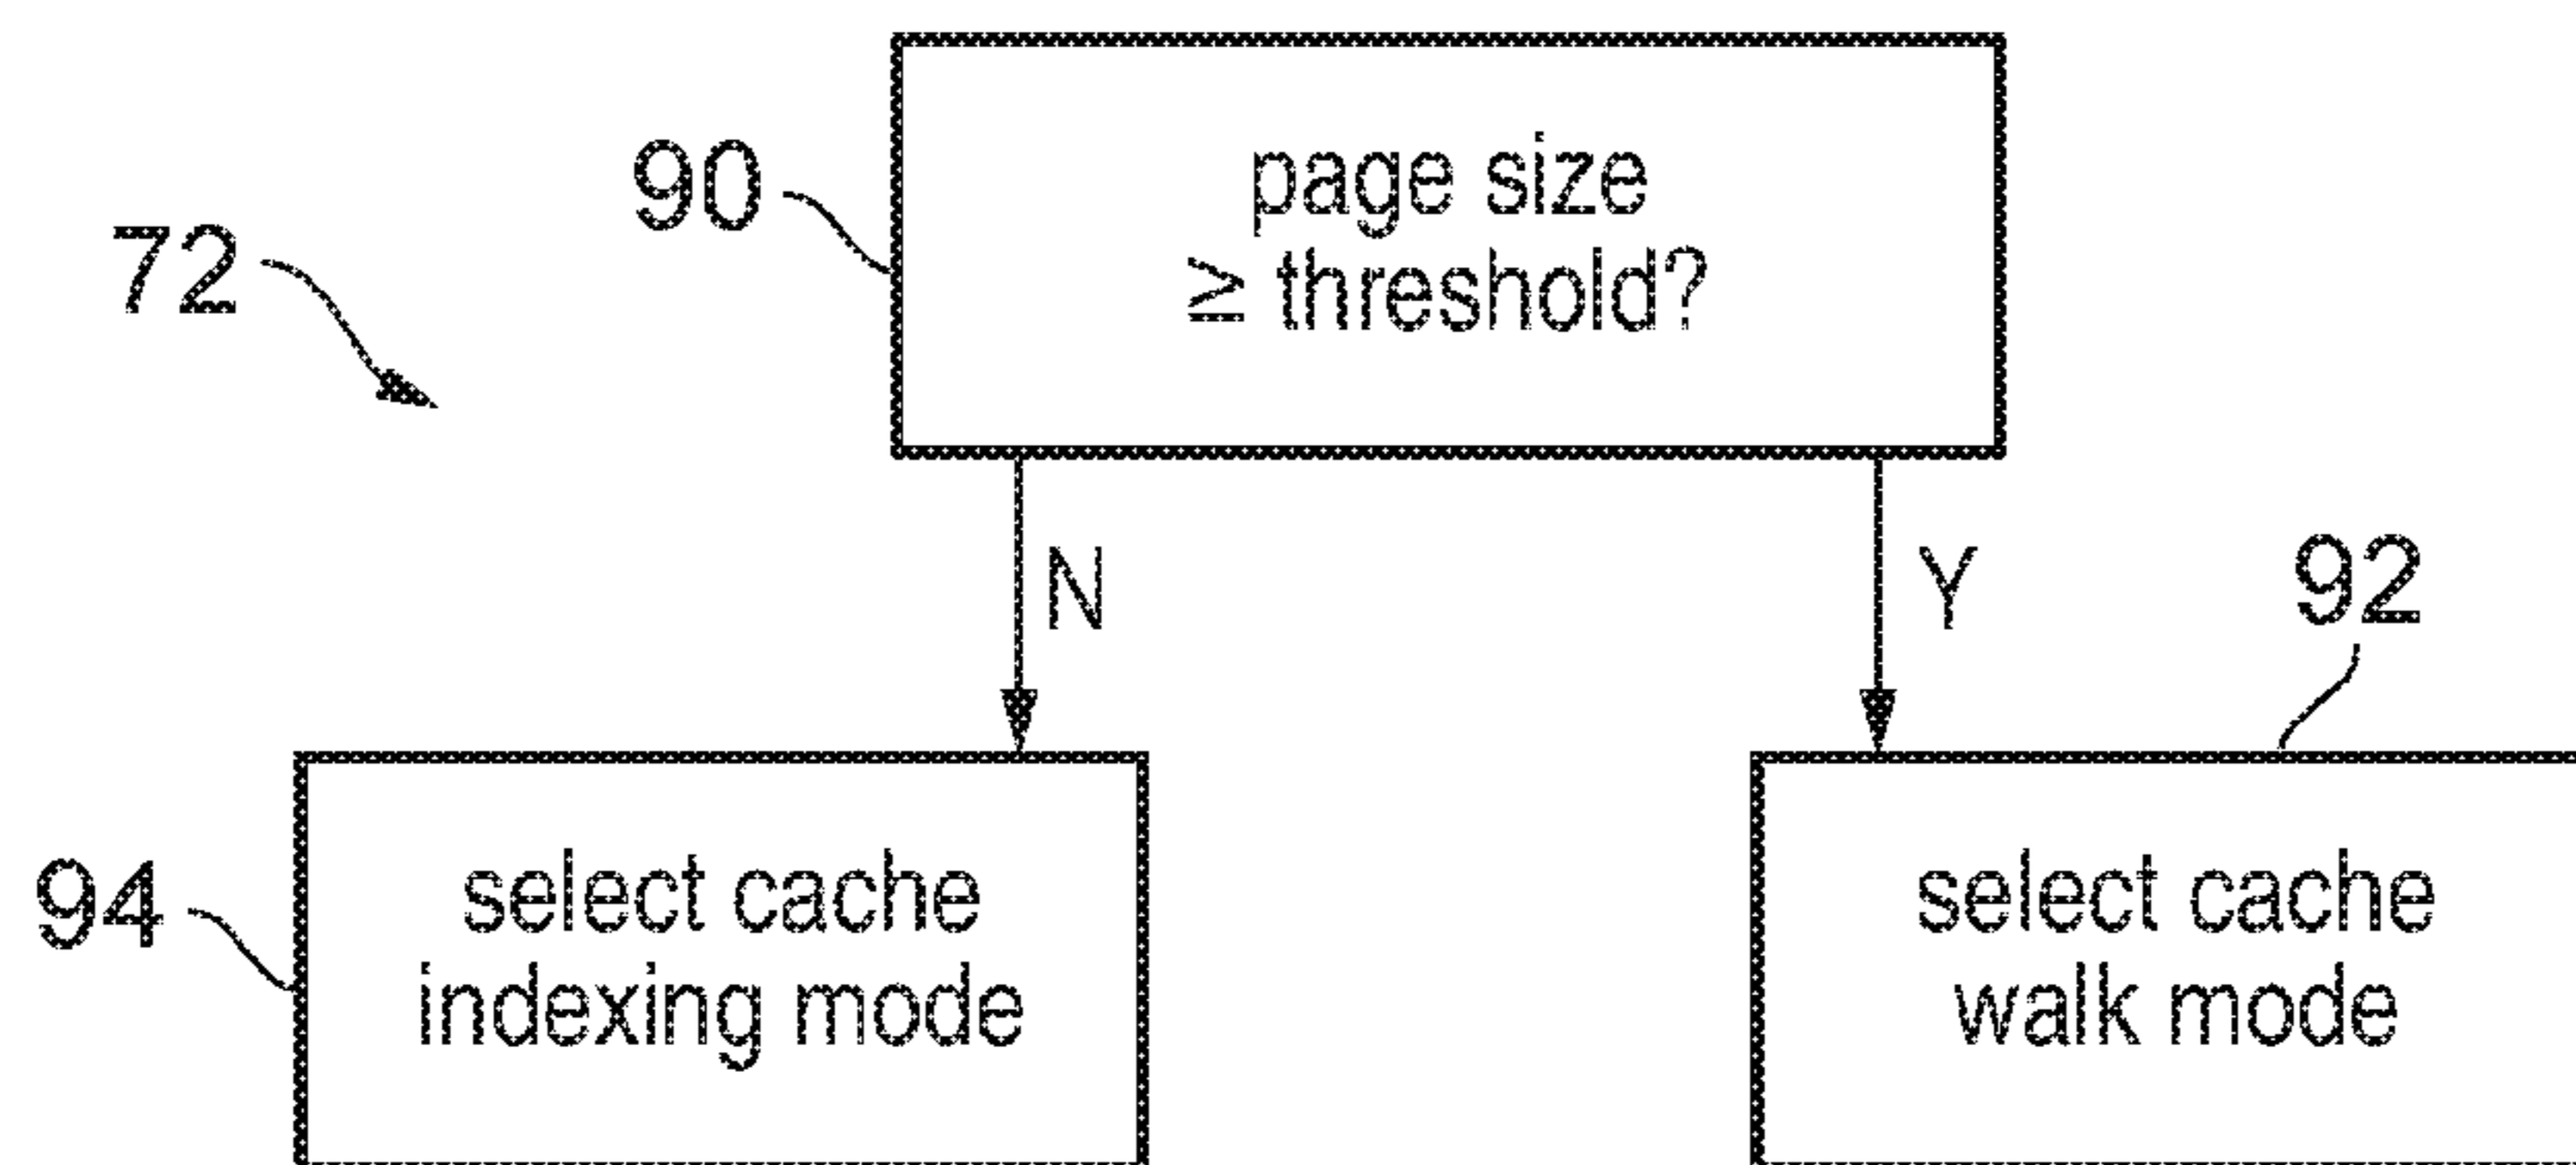 90
page size
≥ threshold?
72
N
Y
92
94
select cache
indexing mode
select cache
walk mode